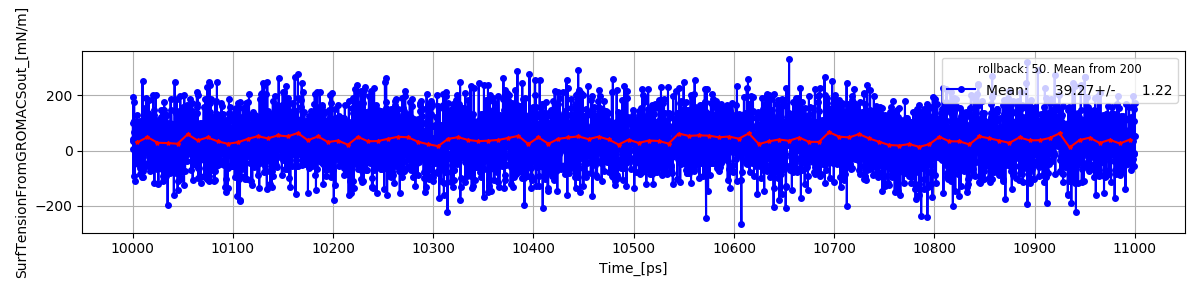 SurfTensionFromGROMACSout_[mN/m]
200
0
−200
rollback: 50. Mean from 200
Mean: 39.27+/- 1.22
10000 10100 10200 10300 10400 10500 10600 10700 10800 10900 11000
Time_[ps]